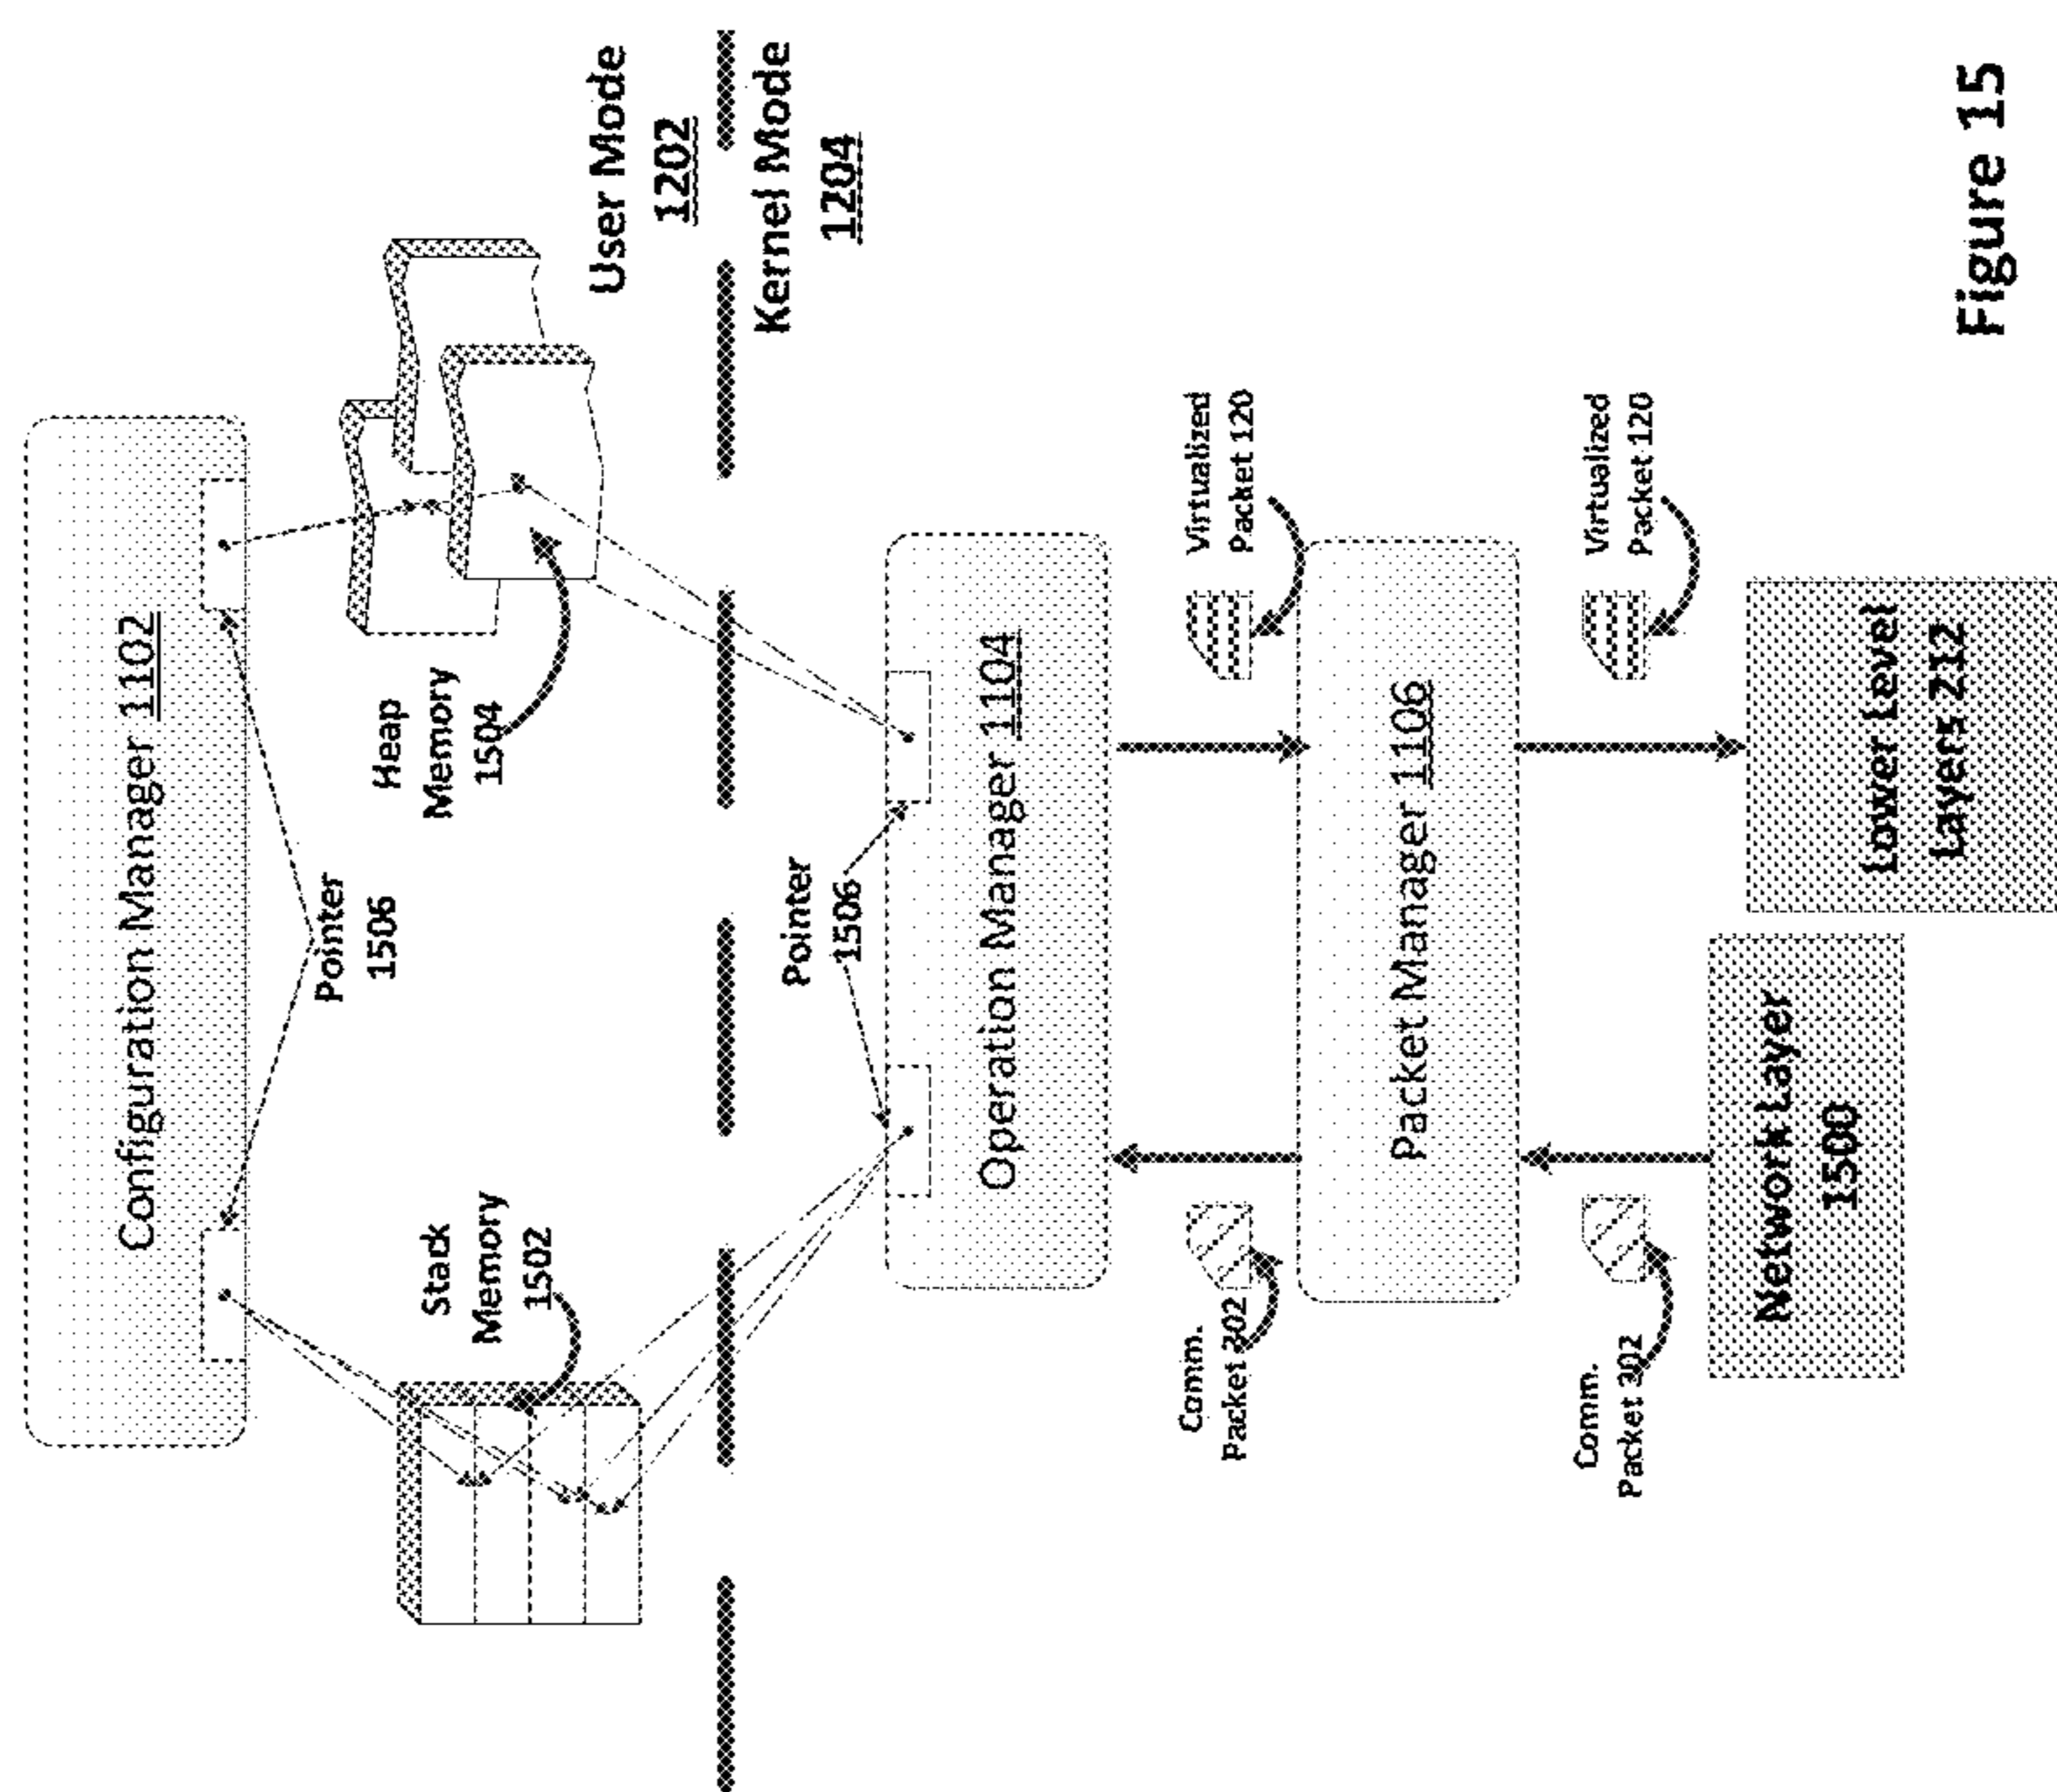 Configuration Manager 1102
Pointer
1506
Stack
Memory
1502
Heap
Memory
1504
User Mode
1202
Kernel Mode
1204
Pointer
1506
Operation Manager 1104
Comm.
Packet 302
Virtualized
Packet 120
Packet Manager 1106
Comm.
Packet 302
Virtualized
Packet 120
Network Layer
1500
Lower Level
Layers 212
Figure 15